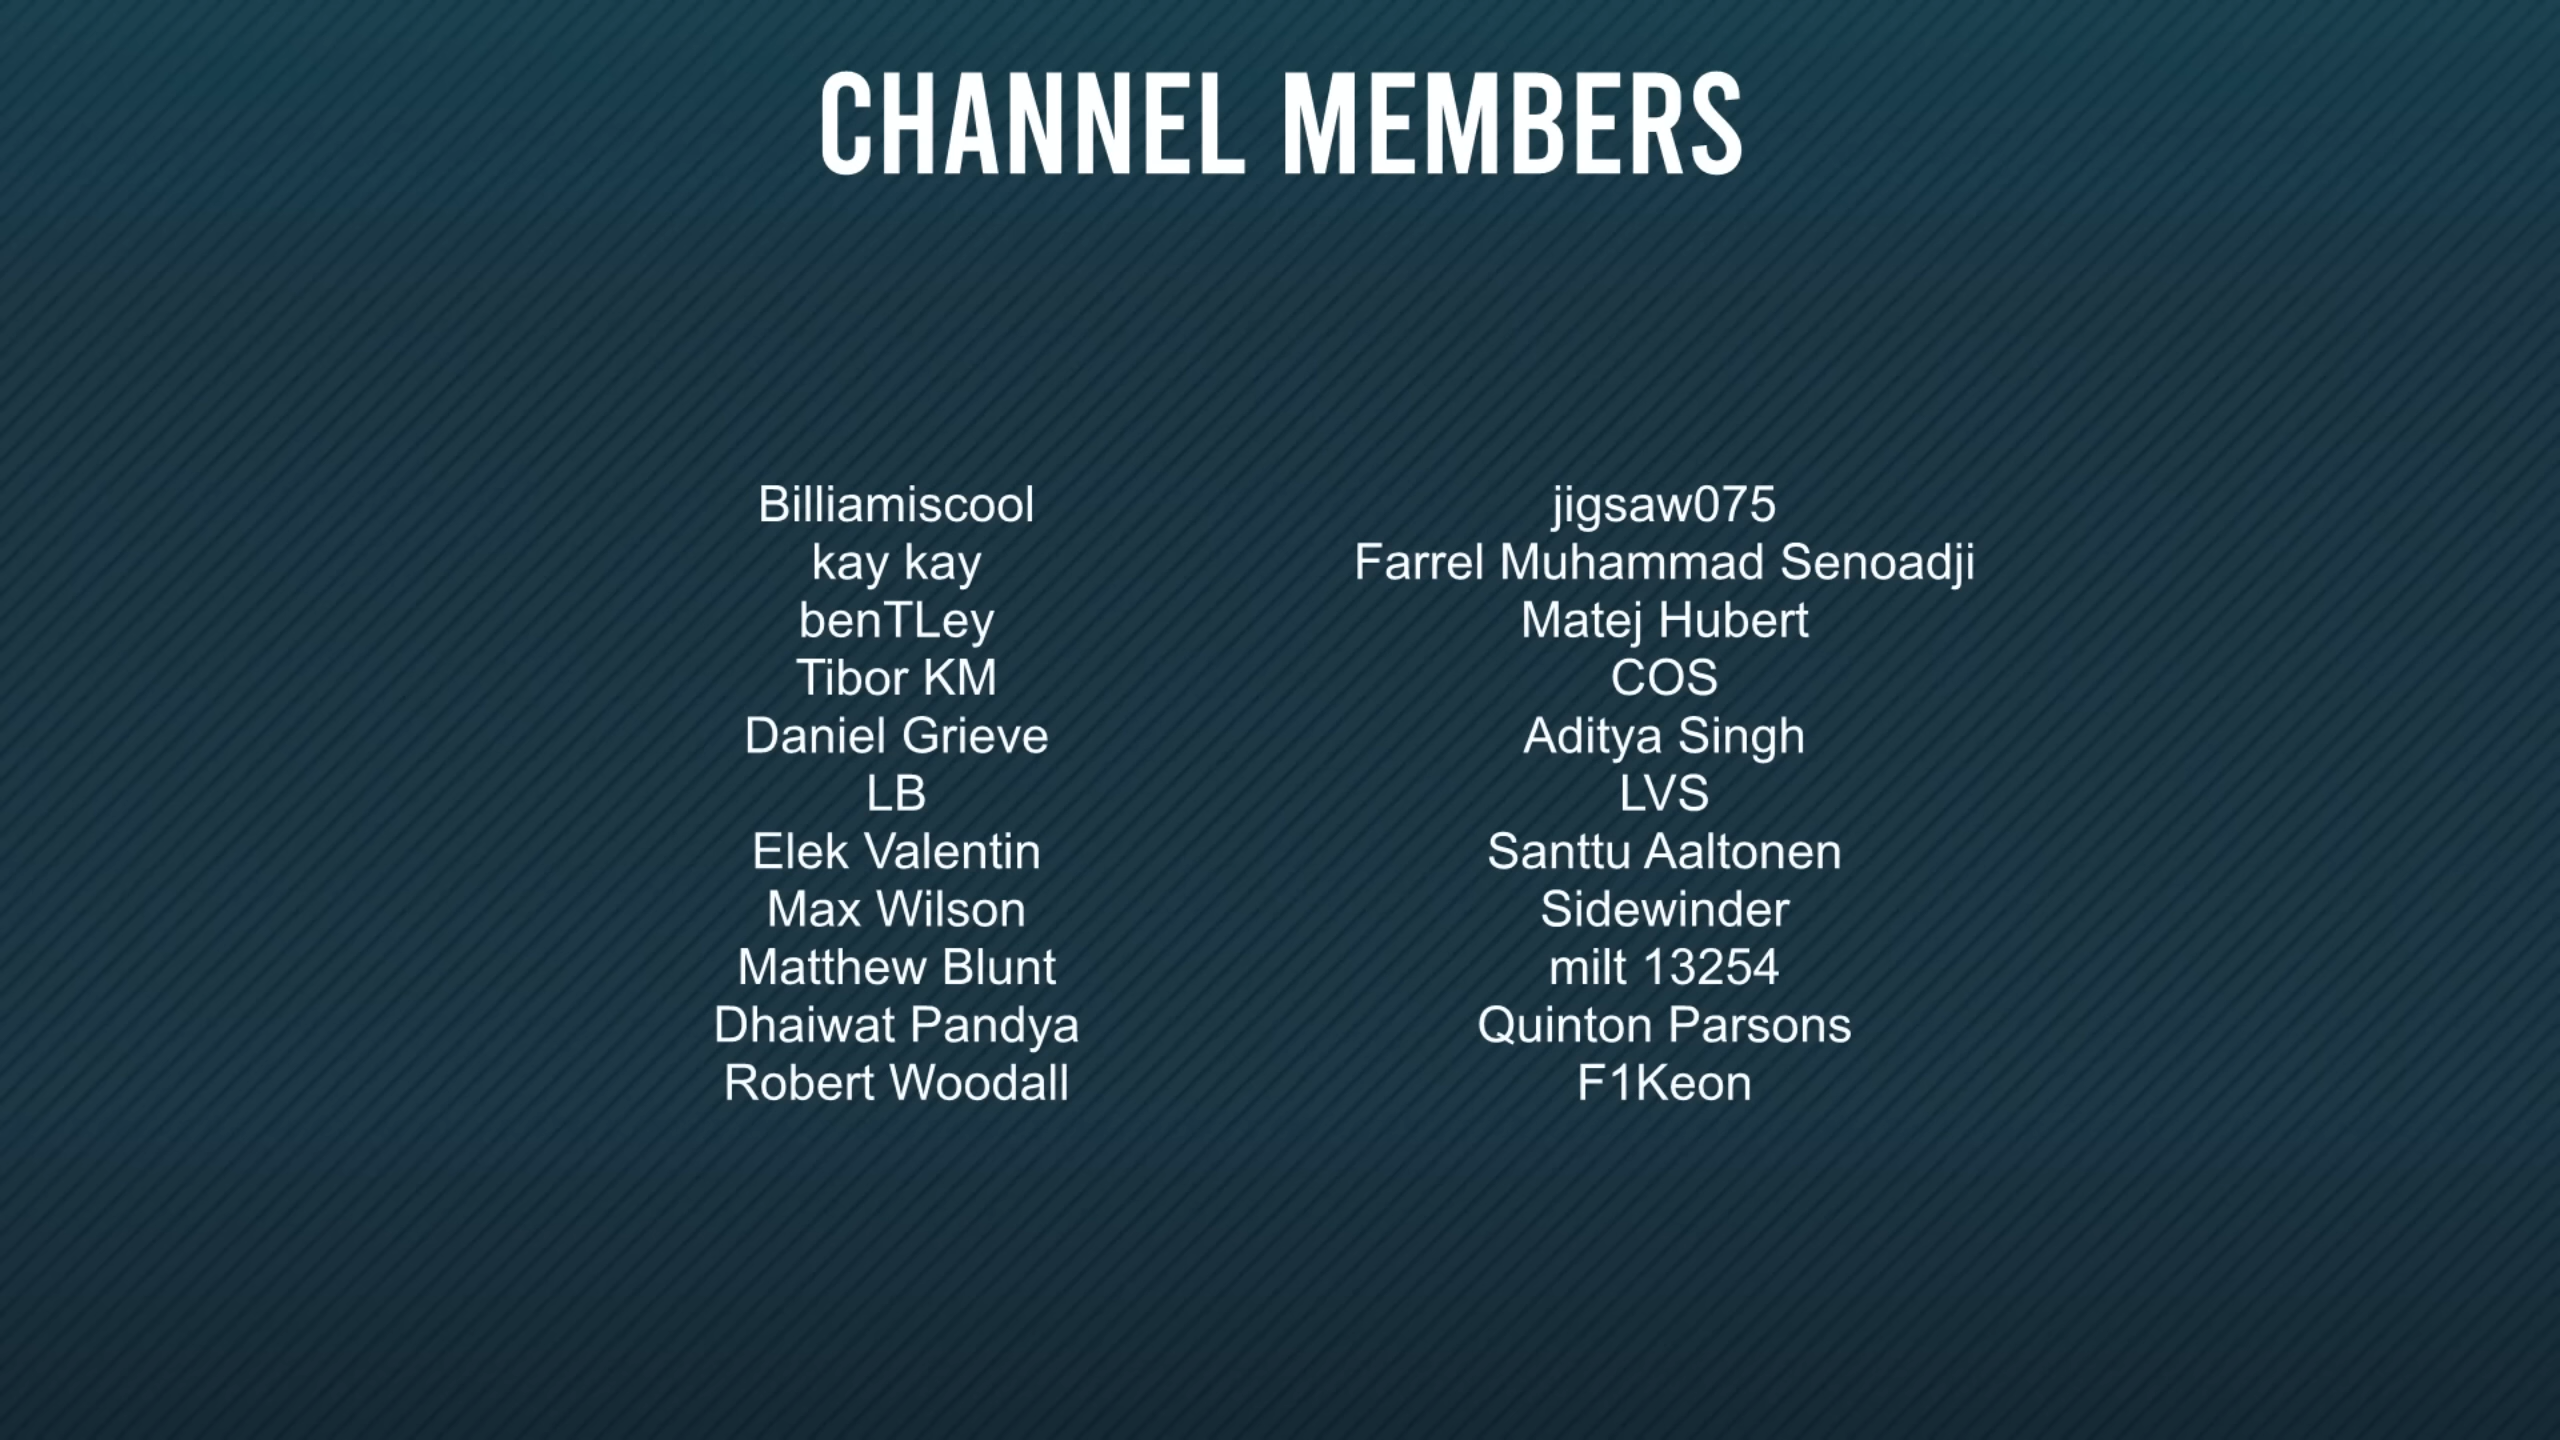 CHANNEL MEMBERS
Billiamiscool
kay kay
benTLey
Tibor KM
Daniel Grieve
LB
Elek Valentin
Max Wilson
Matthew Blunt
Dhaiwat Pandya
Robert Woodall
jigsaw075
Farrel Muhammad Senoadji
Matej Hubert
COS
Aditya Singh
LVS
Santtu Aaltonen
Sidewinder
milt 13254
Quinton Parsons
F1Keon